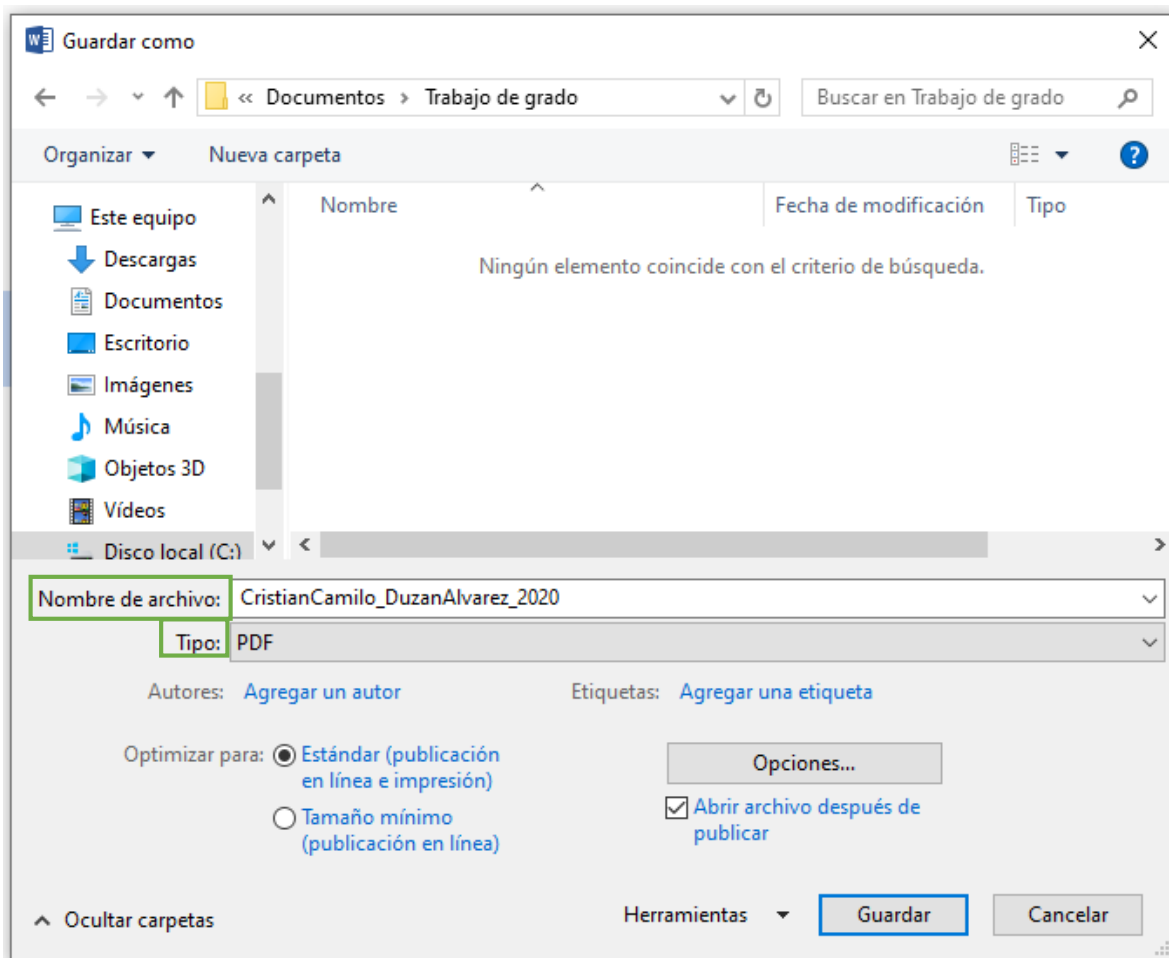 Guardar como
« Documentos > Trabajo de grado
Buscar en Trabajo de grado
Organizar
Nueva carpeta
Nombre
Fecha de modificación
Tipo
Este equipo
Descargas
Documentos
Escritorio
Imágenes
Música
Objetos 3D
Vídeos
Disco local (C:)
Ningún elemento coincide con el criterio de búsqueda.
Nombre de archivo: CristianCamilo_DuzanAlvarez_2020
Tipo: PDF
Autores: Agregar un autor
Etiquetas: Agregar una etiqueta
Optimizar para:
Estándar (publicación
en línea e impresión)
Tamaño mínimo
(publicación en línea)
Opciones...
Abrir archivo después de
publicar
Ocultar carpetas
Herramientas
Guardar
Cancelar